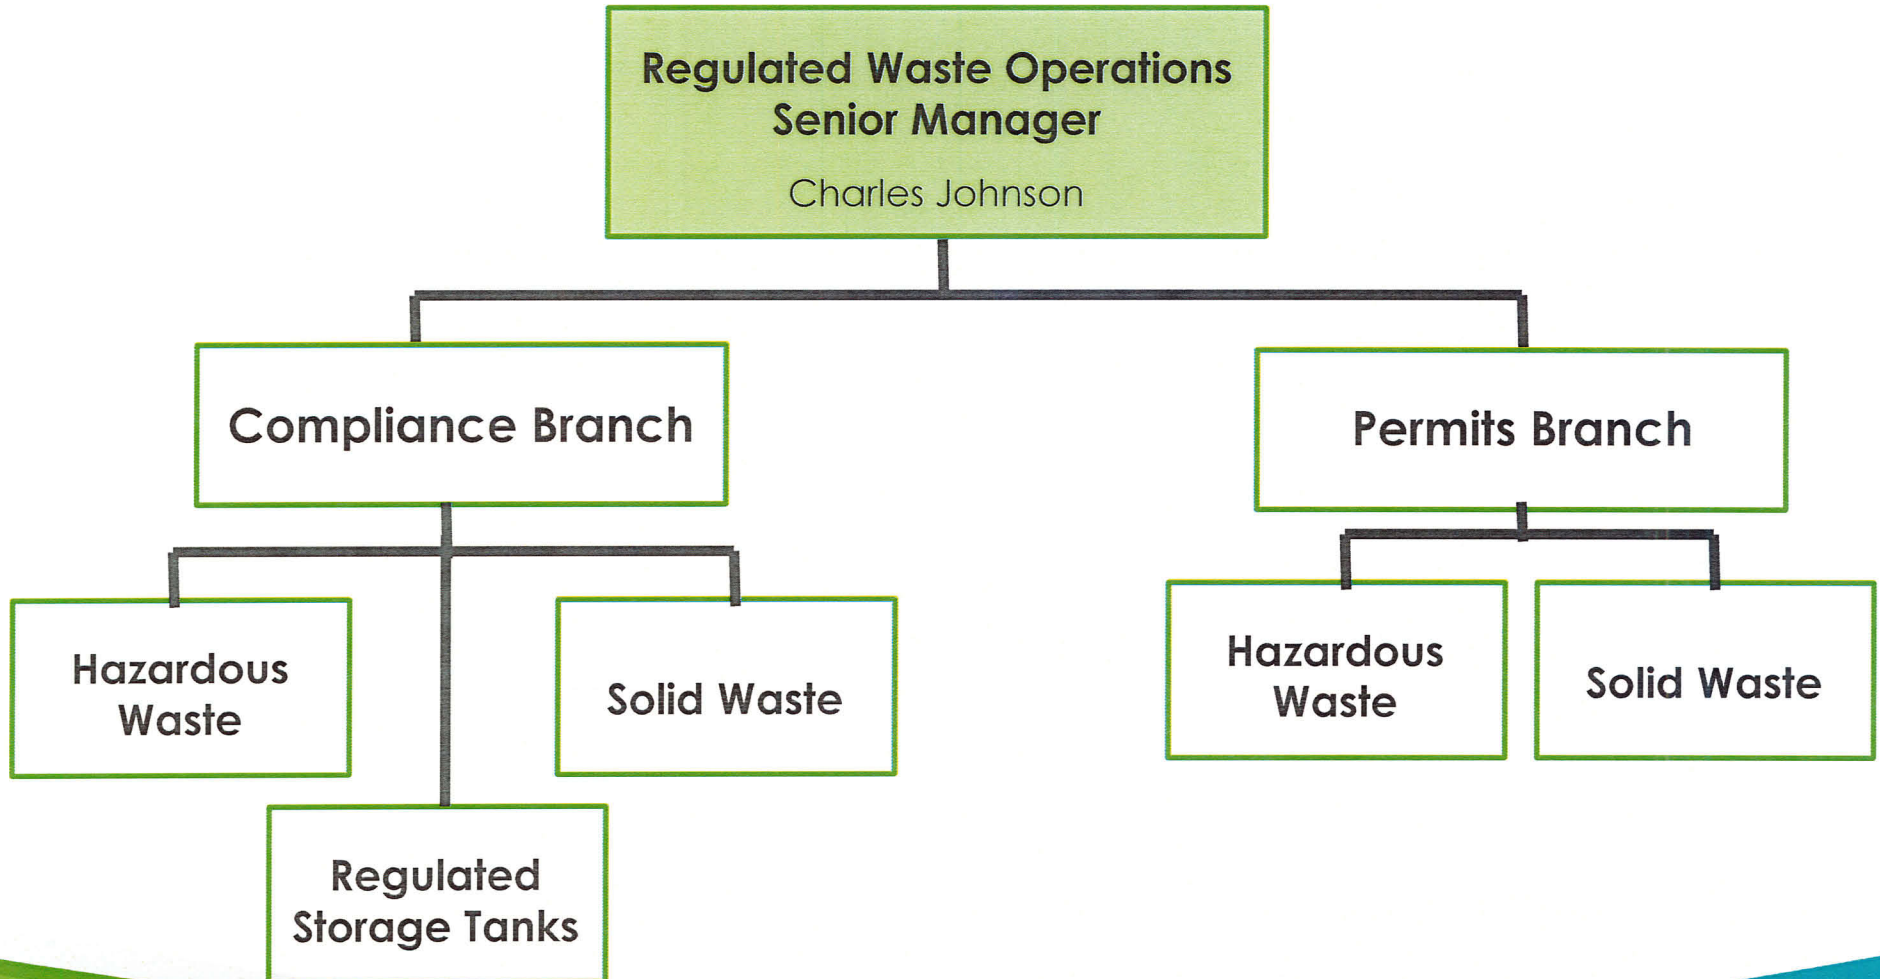 Regulated Waste Operations
Senior Manager
Charles Johnson
Compliance Branch
Permits Branch
Hazardous
Waste
Solid Waste
Hazardous
Waste
Solid Waste
Regulated
Storage Tanks